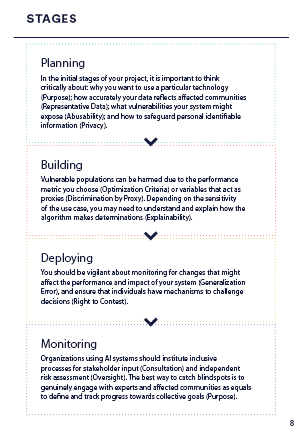 STAGES
Planning
In the initial stages of your project, it is important to think
critically about: why you want to use a particular technology
(Purpose); how accurately your data reflects affected communities
(Representative Data); what vulnerabilities your system might
expose (Abusability); and how to safeguard personal identifiable
information (Privacy).
Building
Vulnerable populations can be harmed due to the performance
metric you choose (Optimization Criteria) or variables that act as
proxies (Discrimination by Proxy). Depending on the sensitivity
of the use case, you may need to understand and explain how the
algorithm makes determinations (Explainability).
Deploying
You should be vigilant about monitoring for changes that might
affect the performance and impact of your system (Generalization
Error), and ensure that individuals have mechanisms to challenge
decisions (Right to Contest).
Monitoring
Organizations using AI systems should institute inclusive
processes for stakeholder input (Consultation) and independent
risk assessment (Oversight). The best way to catch blindspots is to
genuinely engage with experts and affected communities as equals
to define and track progress towards collective goals (Purpose).
8